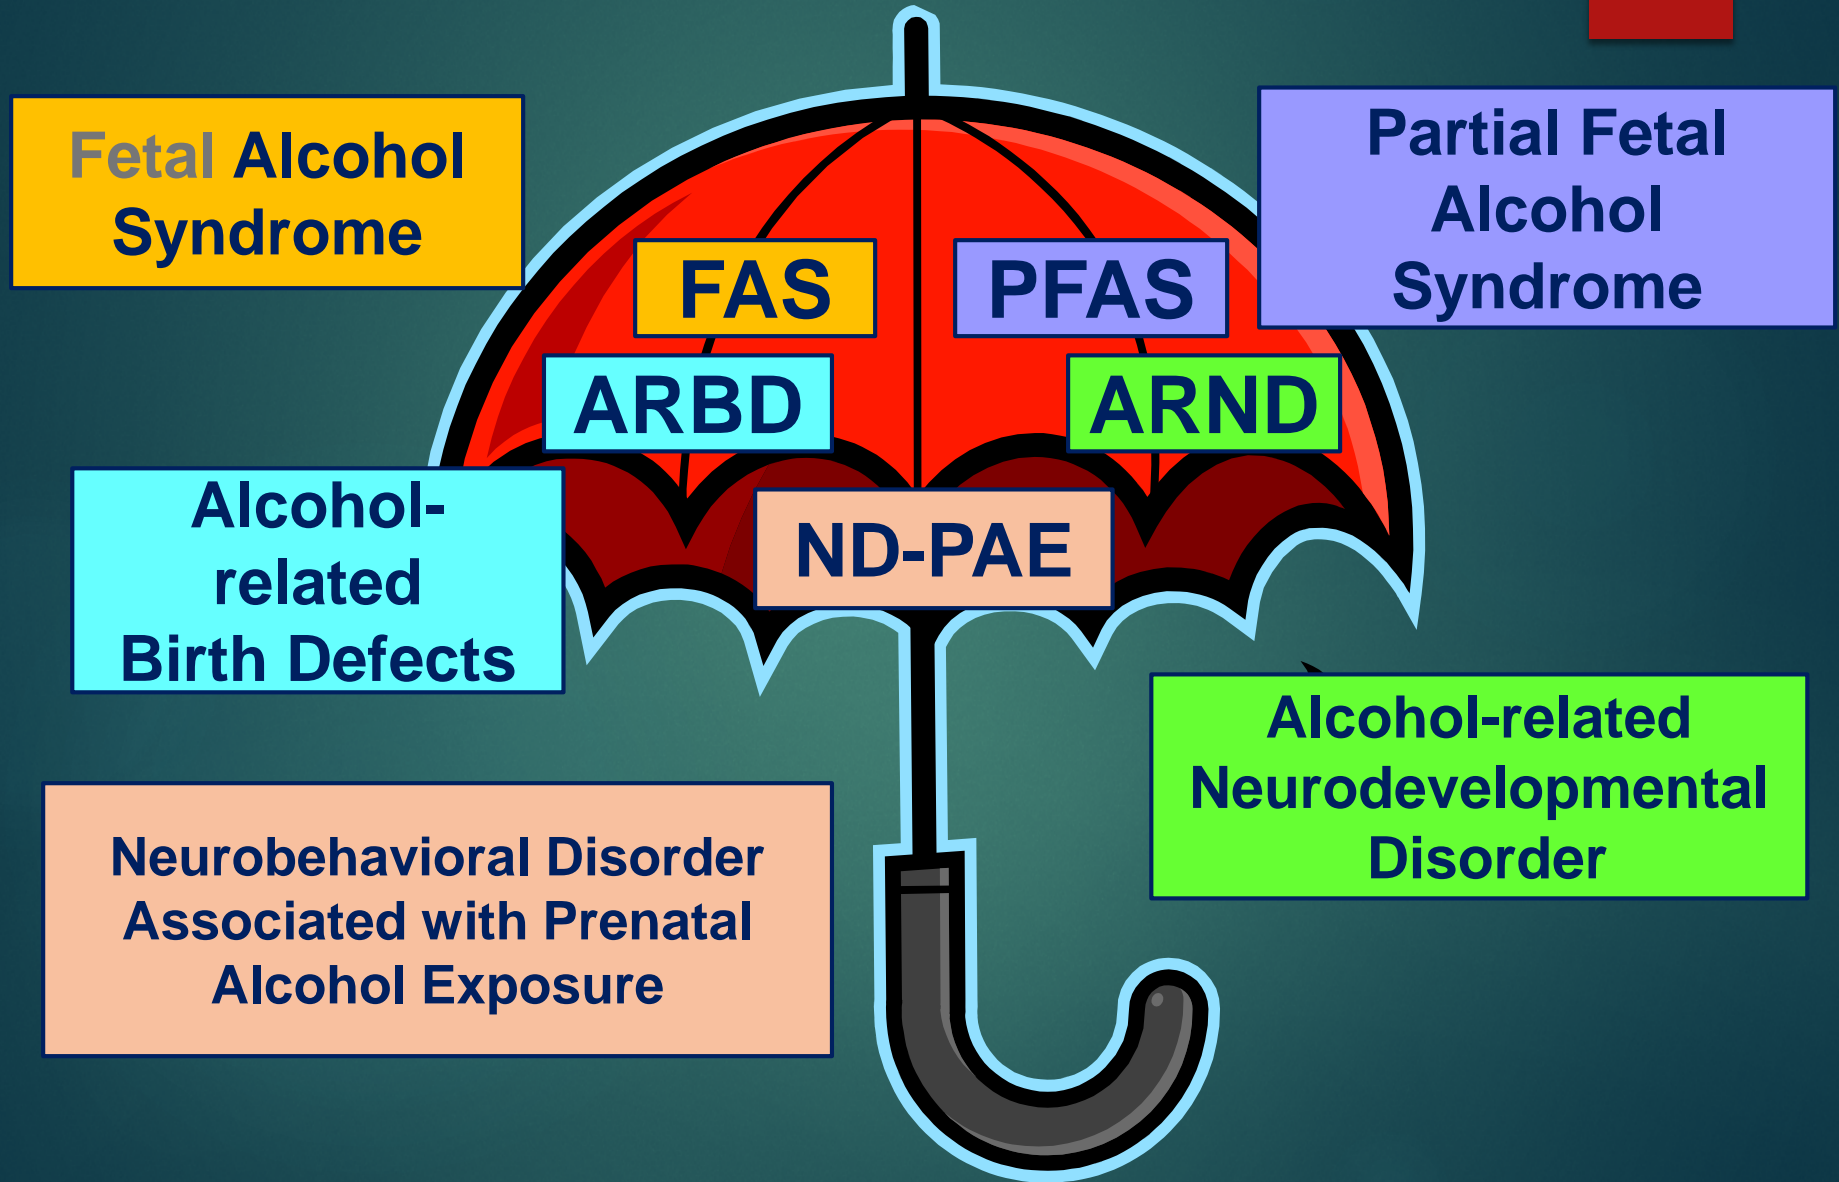 Fetal Alcohol
Syndrome
Partial Fetal
Alcohol
Syndrome
FAS
PFAS
ARBD
ARND
Alcohol-
related
Birth Defects
ND-PAE
Alcohol-related
Neurodevelopmental
Disorder
Neurobehavioral Disorder
Associated with Prenatal
Alcohol Exposure